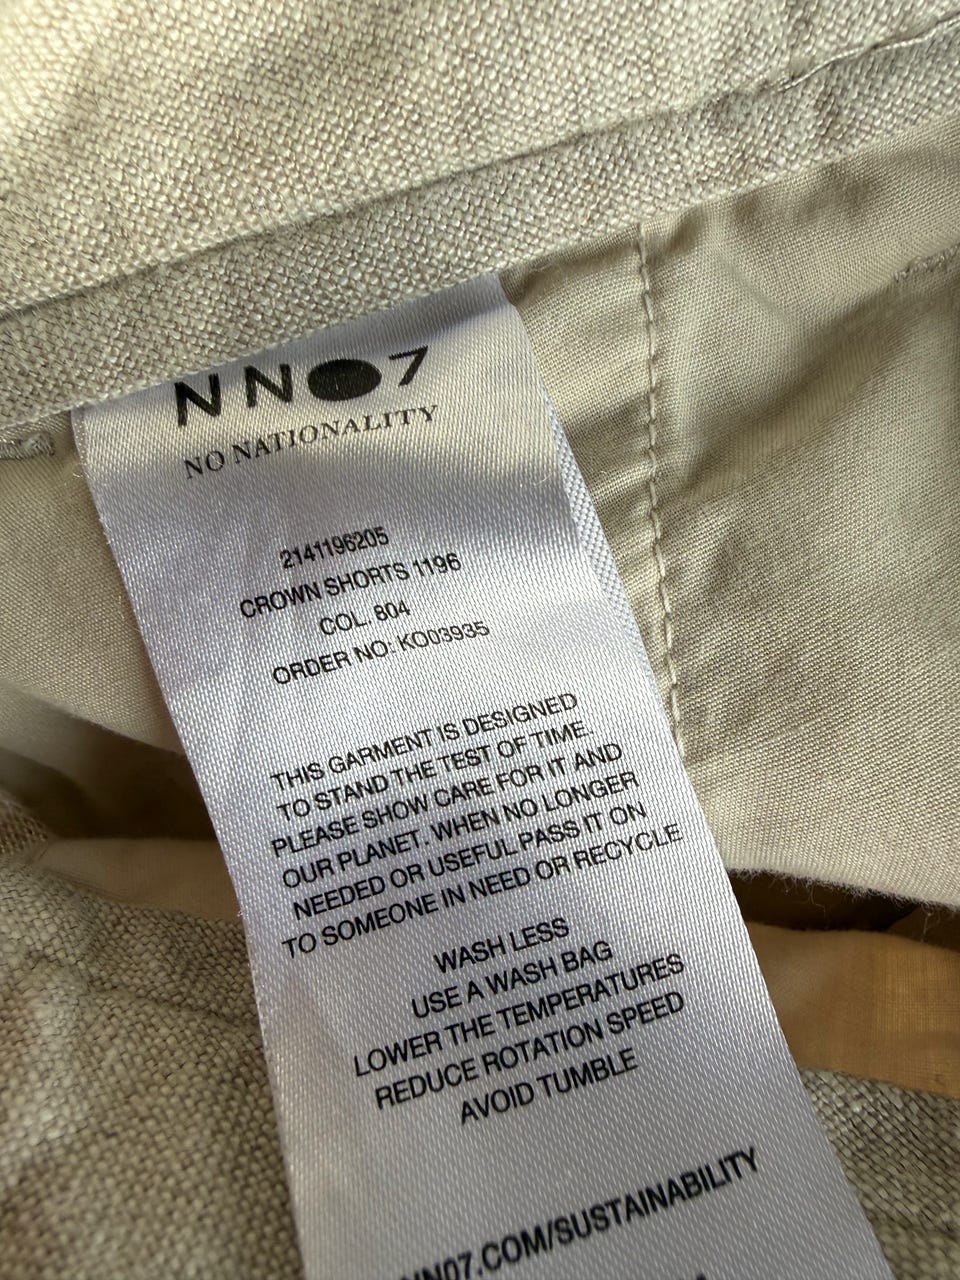 NN07
NO NATIONALITY
2141196205
CROWN SHORTS 1196
COL. 804
ORDER NO: KO03935
THIS GARMENT IS DESIGNED
TO STAND THE TEST OF TIME.
PLEASE SHOW CARE FOR IT AND
OUR PLANET. WHEN NO LONGER
NEEDED OR USEFUL PASS IT ON
TO SOMEONE IN NEED OR RECYCLE
WASH LESS
USE A WASH BAG
LOWER THE TEMPERATURES
REDUCE ROTATION SPEED
AVOID TUMBLE
NN07.COM/SUSTAINABILITY